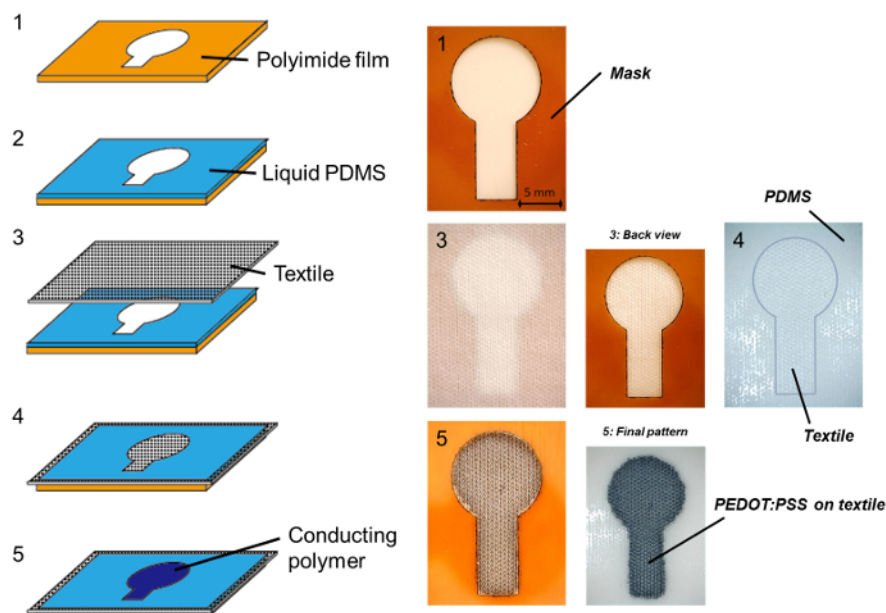 1
Polyimide film
2
Liquid PDMS
3
Textile
4
5
Conducting
polymer
1
Mask
5 mm
3
3: Back view
PDMS
4
Textile
5
5: Final pattern
PEDOT:PSS on textile